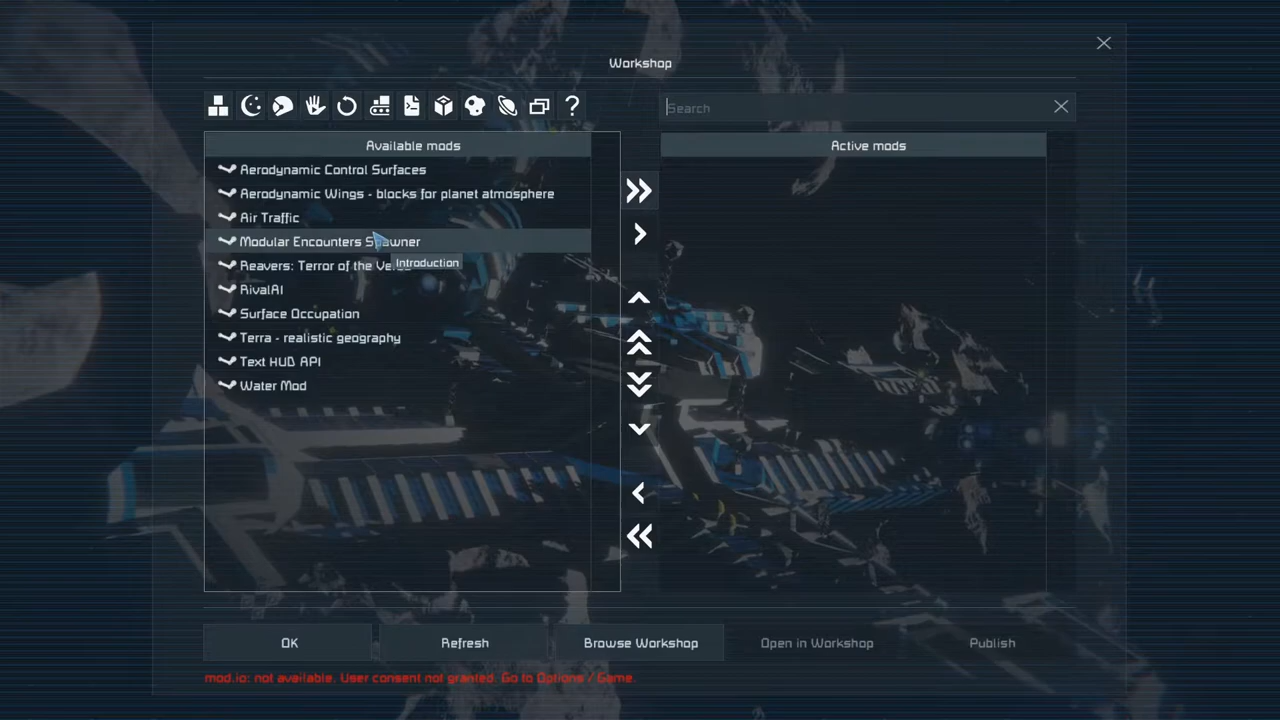 Workshop
Search
Available mods
Active mods
Aerodynamic Control Surfaces
Aerodynamic Wings - blocks for planet atmosphere
Air Traffic
Modular Encounters Spawner
Introduction
Reavers: Terror of the
RivalAI
Surface Occupation
Terra - realistic geography
Text HUD API
Water Mod
OK
Refresh
Browse Workshop
Open in Workshop
Publish
mod.io: not available. User consent not granted. Go to Options / Game.